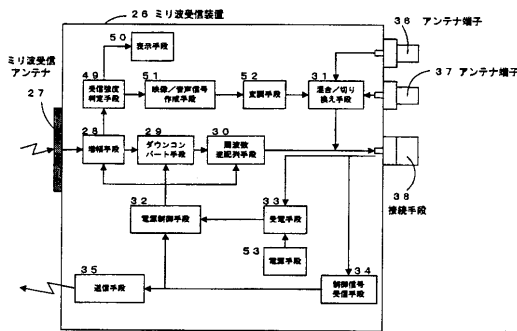 26 ミリ波受信装置
ミリ波受信
アンテナ
27
50
表示手段
49
受信強度
判定手段
51
映像/音声信号
作成手段
52
変調手段
31
混合/切り
換え手段
36
アンテナ端子
37 アンテナ端子
28
増幅手段
29
ダウンコン
バート手段
30
周波数
逆配列手段
38
接続手段
32
電源制御手段
33
受電手段
53
電源手段
34
制御信号
受信手段
35
送信手段